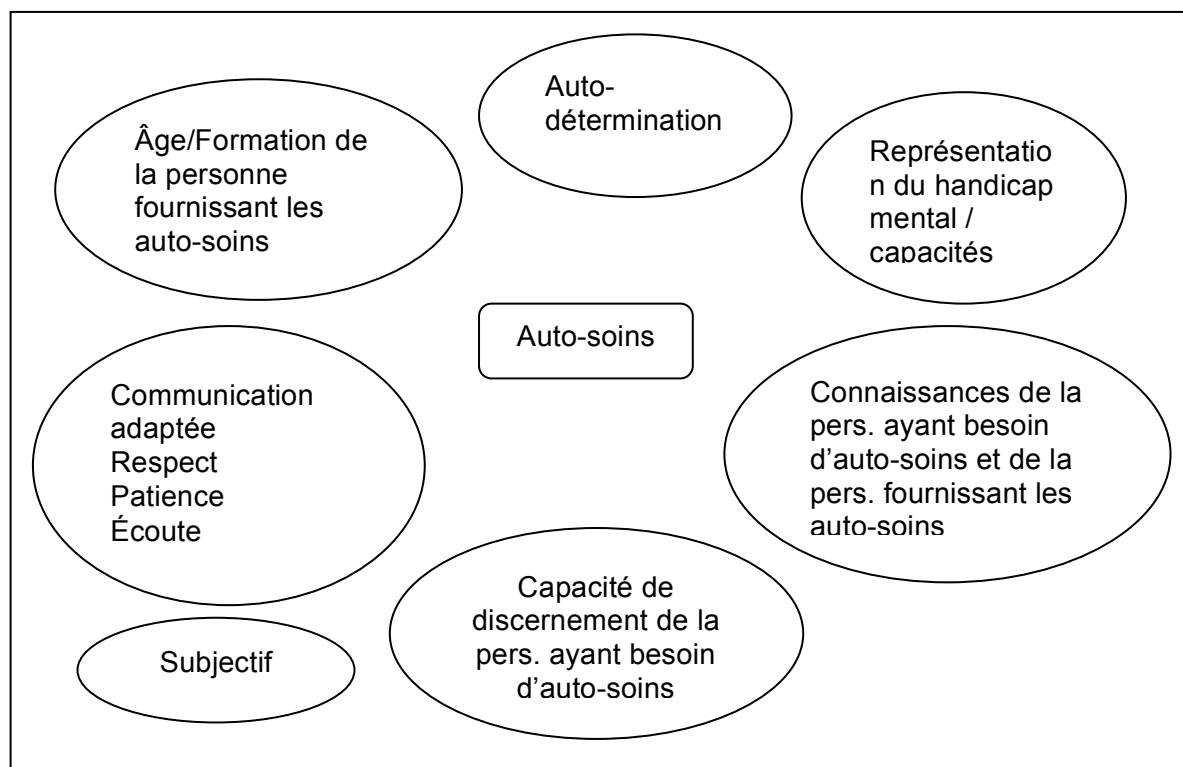 Âge/Formation de
la personne
fournissant les
auto-soins
Auto-
détermination
Représentatio
n du handicap
mental /
capacités
Auto-soins
Communication
adaptée
Respect
Patience
Écoute
Connaissances de la
pers. ayant besoin
d'auto-soins et de la
pers. fournissant les
auto-soins
Capacité de
discernement de la
pers. ayant besoin
d'auto-soins
Subjectif